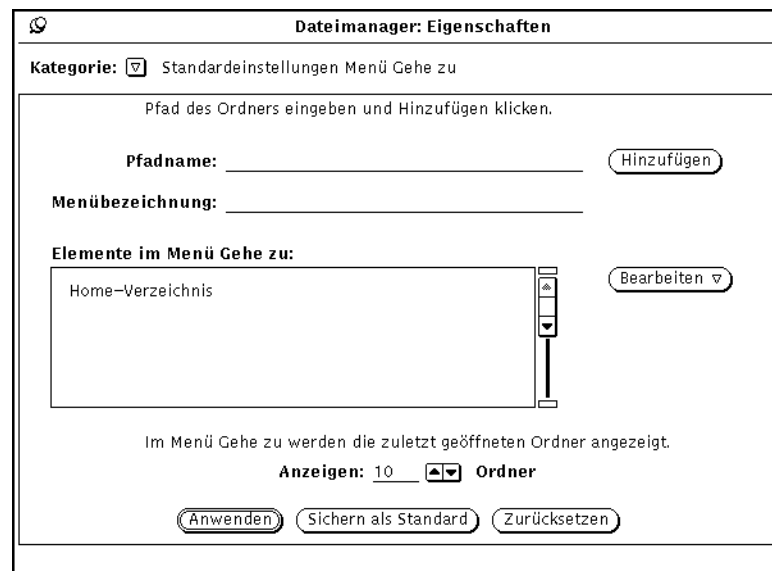 Dateimanager: Eigenschaften
Kategorie: Standardeinstellungen Menü Gehe zu
Pfad des Ordners eingeben und Hinzufügen klicken.
Pfadname: Hinzufügen
Menübezeichnung:
Elemente im Menü Gehe zu:
Home-Verzeichnis Bearbeiten
Im Menü Gehe zu werden die zuletzt geöffneten Ordner angezeigt.
Anzeigen: 10 Ordner
Anwenden Sichern als Standard Zurücksetzen